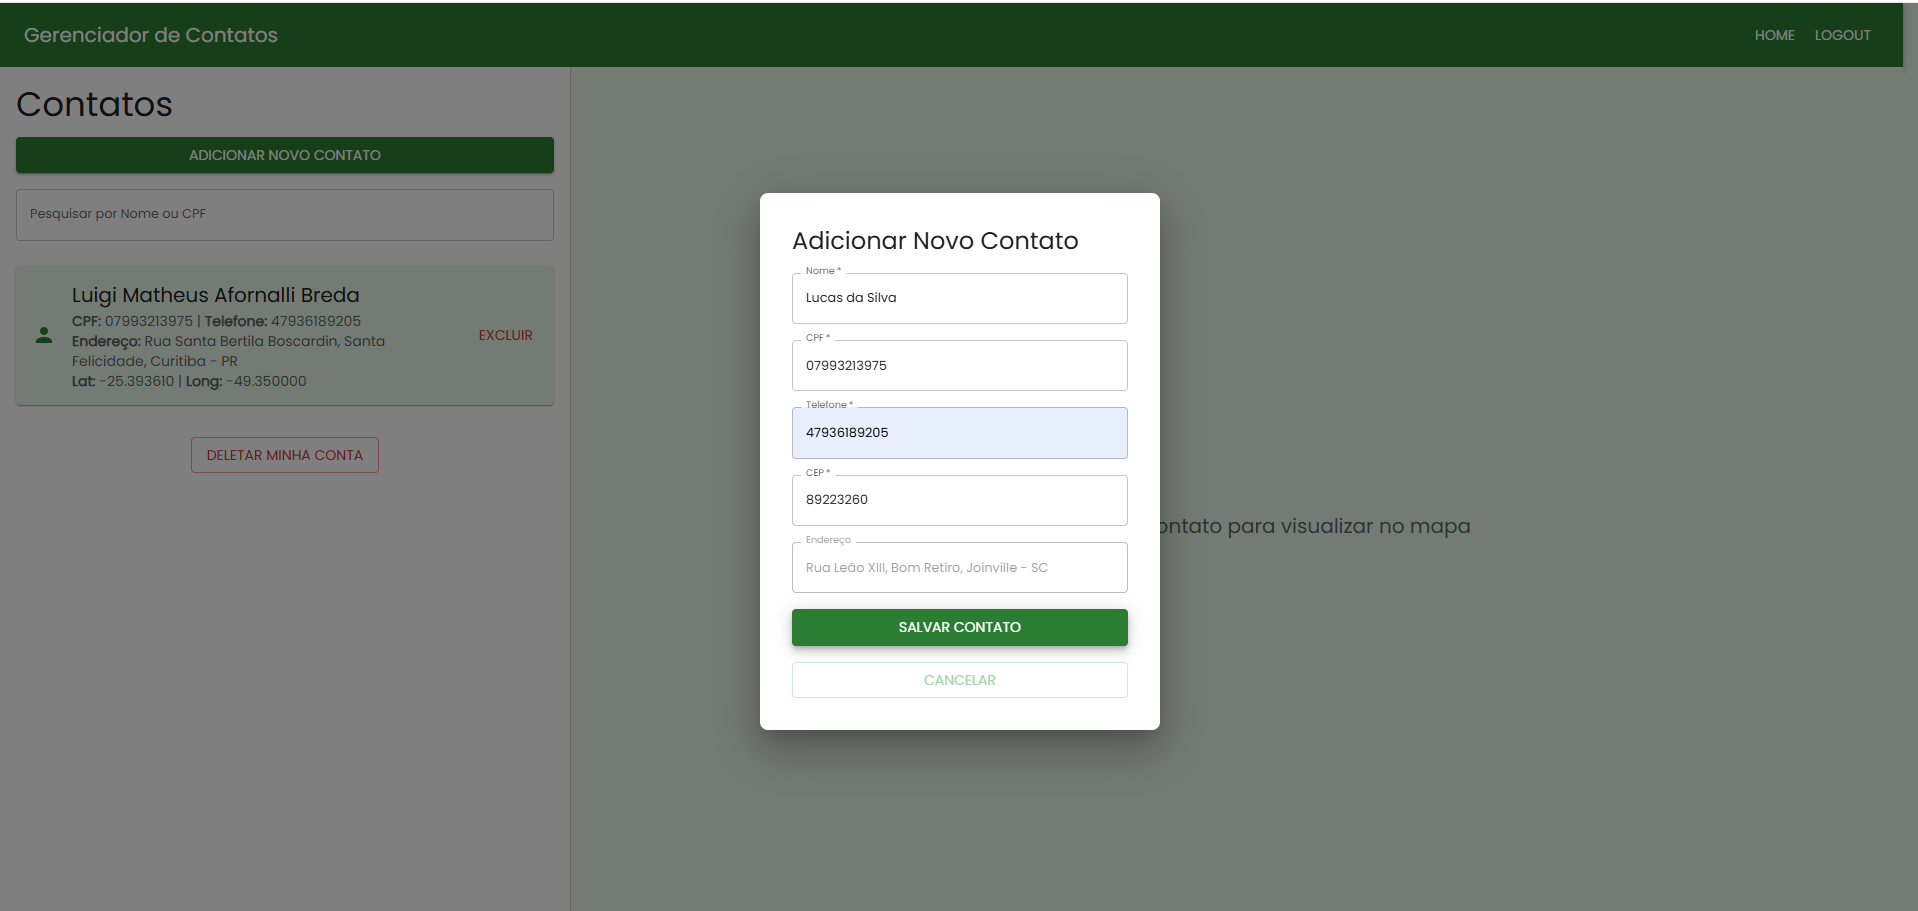 Gerenciador de Contatos
HOME
LOGOUT
Contatos
ADICIONAR NOVO CONTATO
Pesquisar por Nome ou CPF
Luigi Matheus Afornalli Breda
CPF: 07993213975 | Telefone: 47936189205
Endereço: Rua Santa Bertila Boscardin, Santa
Felicidade, Curitiba - PR
Lat: -25.393610 | Long: -49.350000
EXCLUIR
DELETAR MINHA CONTA
Adicionar Novo Contato
Nome *
Lucas da Silva
CPF *
07993213975
Telefone *
47936189205
CEP *
89223260
Endereço
Rua Leão XIII, Bom Retiro, Joinville - SC
SALVAR CONTATO
CANCELAR
para visualizar no mapa